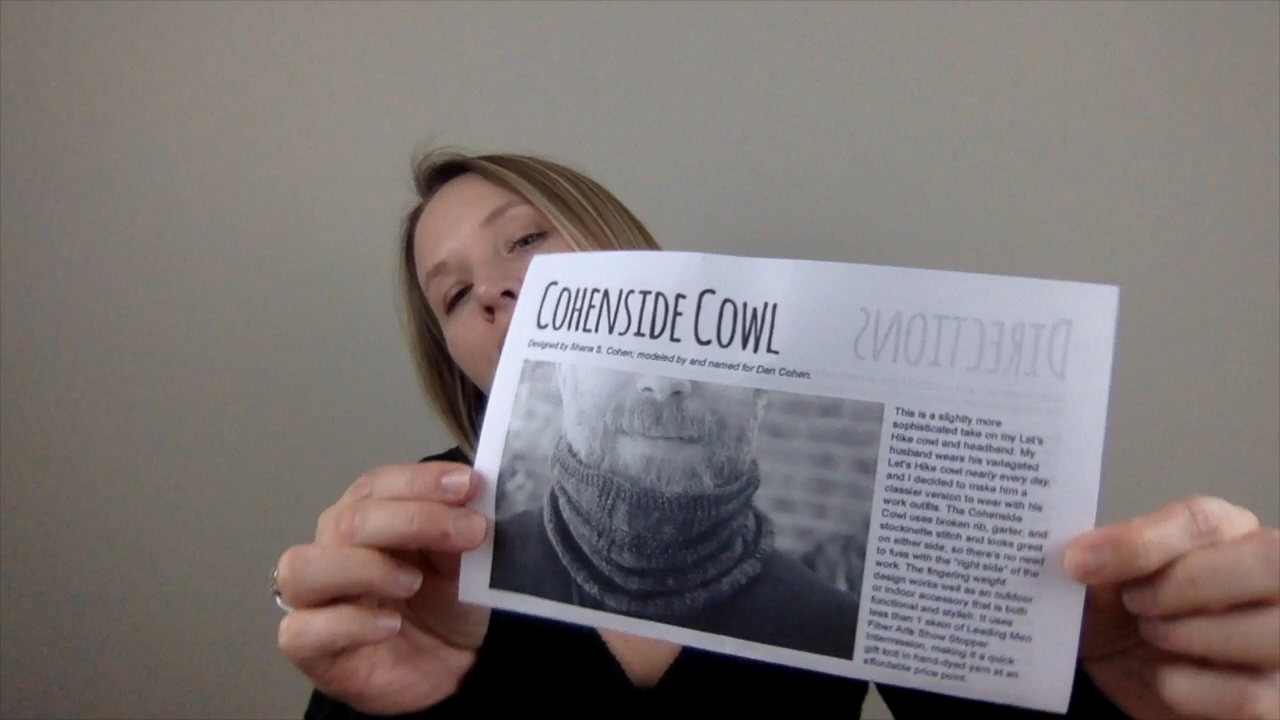 COHENSIDE COWL
DIRECTIONS
Designed by Shana S. Cohen; modeled by and named for Dan Cohen.
This is a slightly more
sophisticated take on my Let's
Hike cowl and headband. My
husband wears his variegated
Let's Hike cowl nearly every day,
and I decided to make him a
classier version to wear with his
work outfits. The Cohenside
Cowl uses broken rib, garter, and
stockinette stitch and looks great
on either side, so there's no need
to fuss with the "right side" of the
work. The fingering weight
design works well as an outdoor
or indoor accessory that is both
functional and stylish. It uses
less than 1 skein of Leading Men
Fiber Arts Show Stopper
Intermission, making it a quick
gift knit in hand-dyed yarn at an
affordable price point.